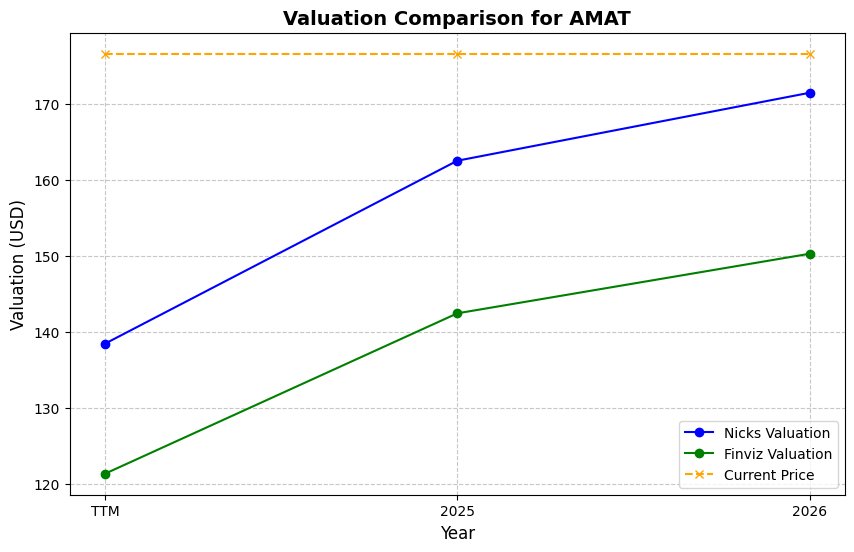 Valuation Comparison for AMAT
Valuation (USD)
170
160
150
140
130
120
TTM
2025
2026
Year
Nicks Valuation
Finviz Valuation
Current Price